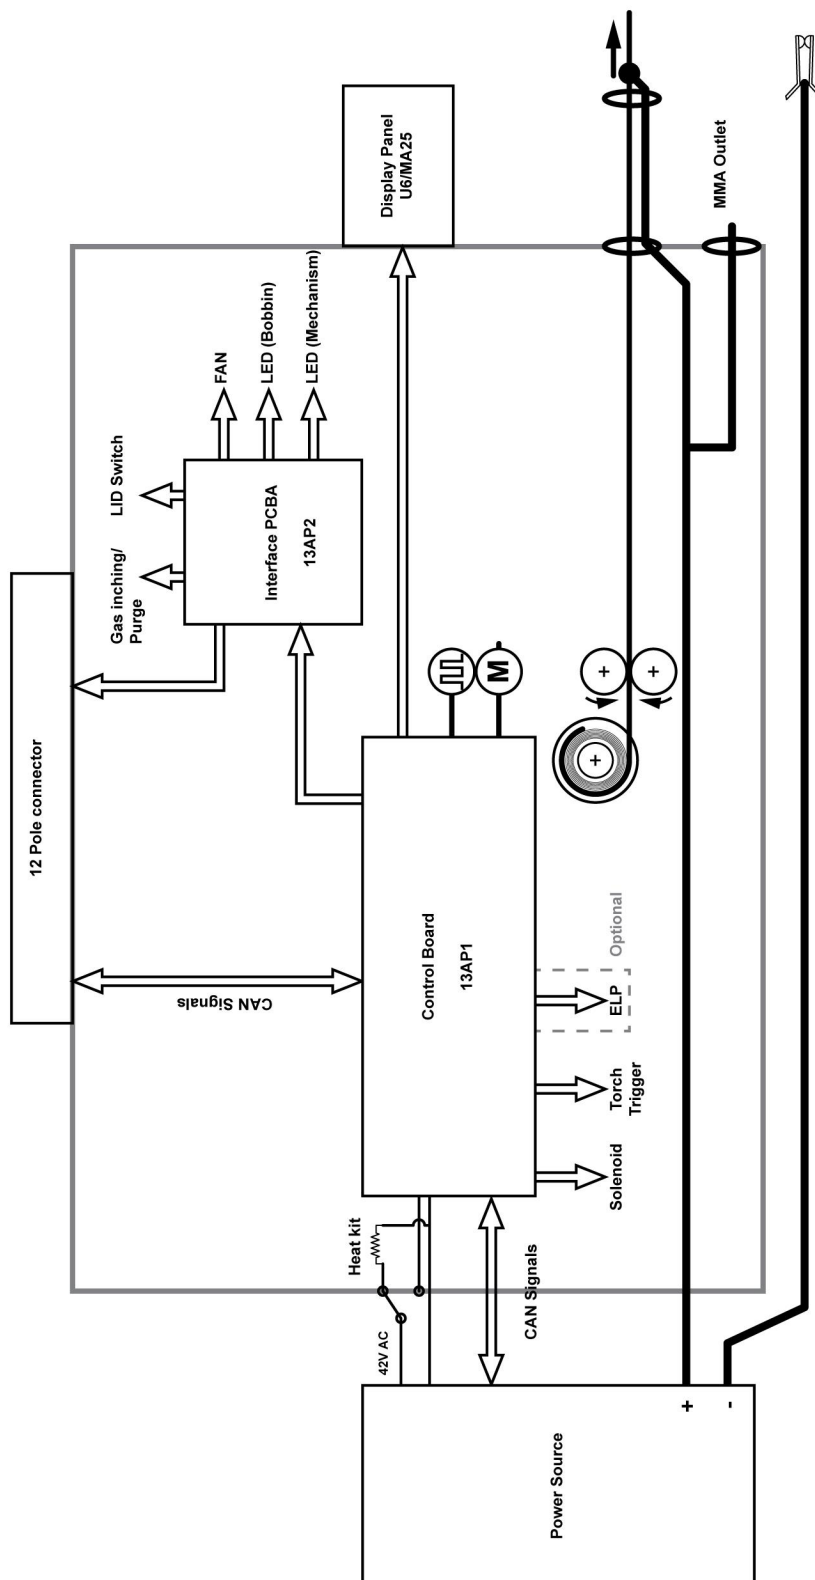 12 Pole connector
CAN Signals
Gas inching/
Purge
LID Switch
Interface PCBA
13AP2
FAN
LED (Bobbin)
LED (Mechanism)
Display Panel
U6/MA25
Control Board
13AP1
M
Heat kit
42V AC
CAN Signals
Solenoid
Torch
Trigger
ELP
Optional
+
+
+
MMA Outlet
Power Source
+
-